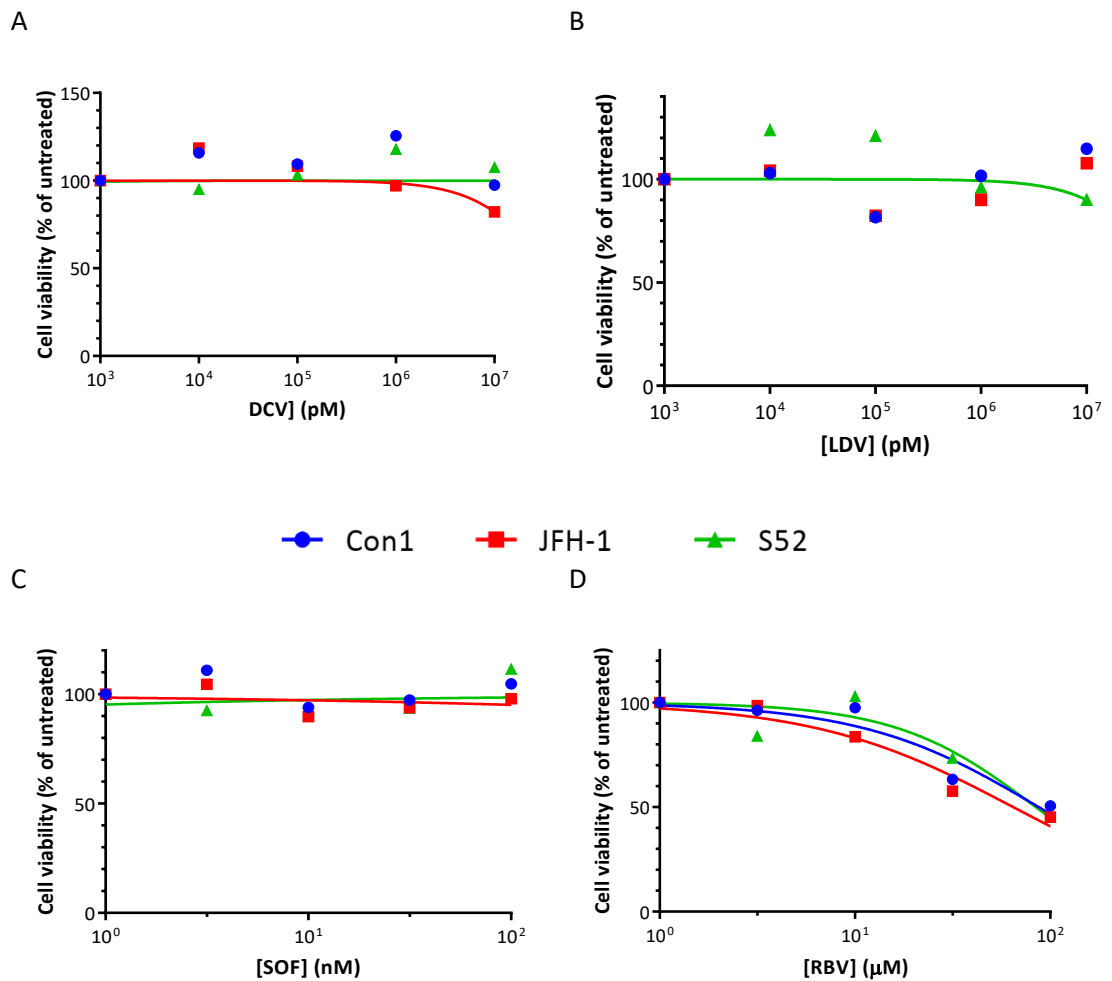 A
B
Cell viability (% of untreated)
150
100
50
0
10³ 10⁴ 10⁵ 10⁶ 10⁷
DCV] (pM)
Cell viability (% of untreated)
100
50
0
10³ 10⁴ 10⁵ 10⁶ 10⁷
[LDV] (pM)
Con1 JFH-1 S52
C
D
Cell viability (% of untreated)
100
50
0
10⁰ 10¹ 10²
[SOF] (nM)
Cell viability (% of untreated)
100
50
0
10⁰ 10¹ 10²
[RBV] (μM)